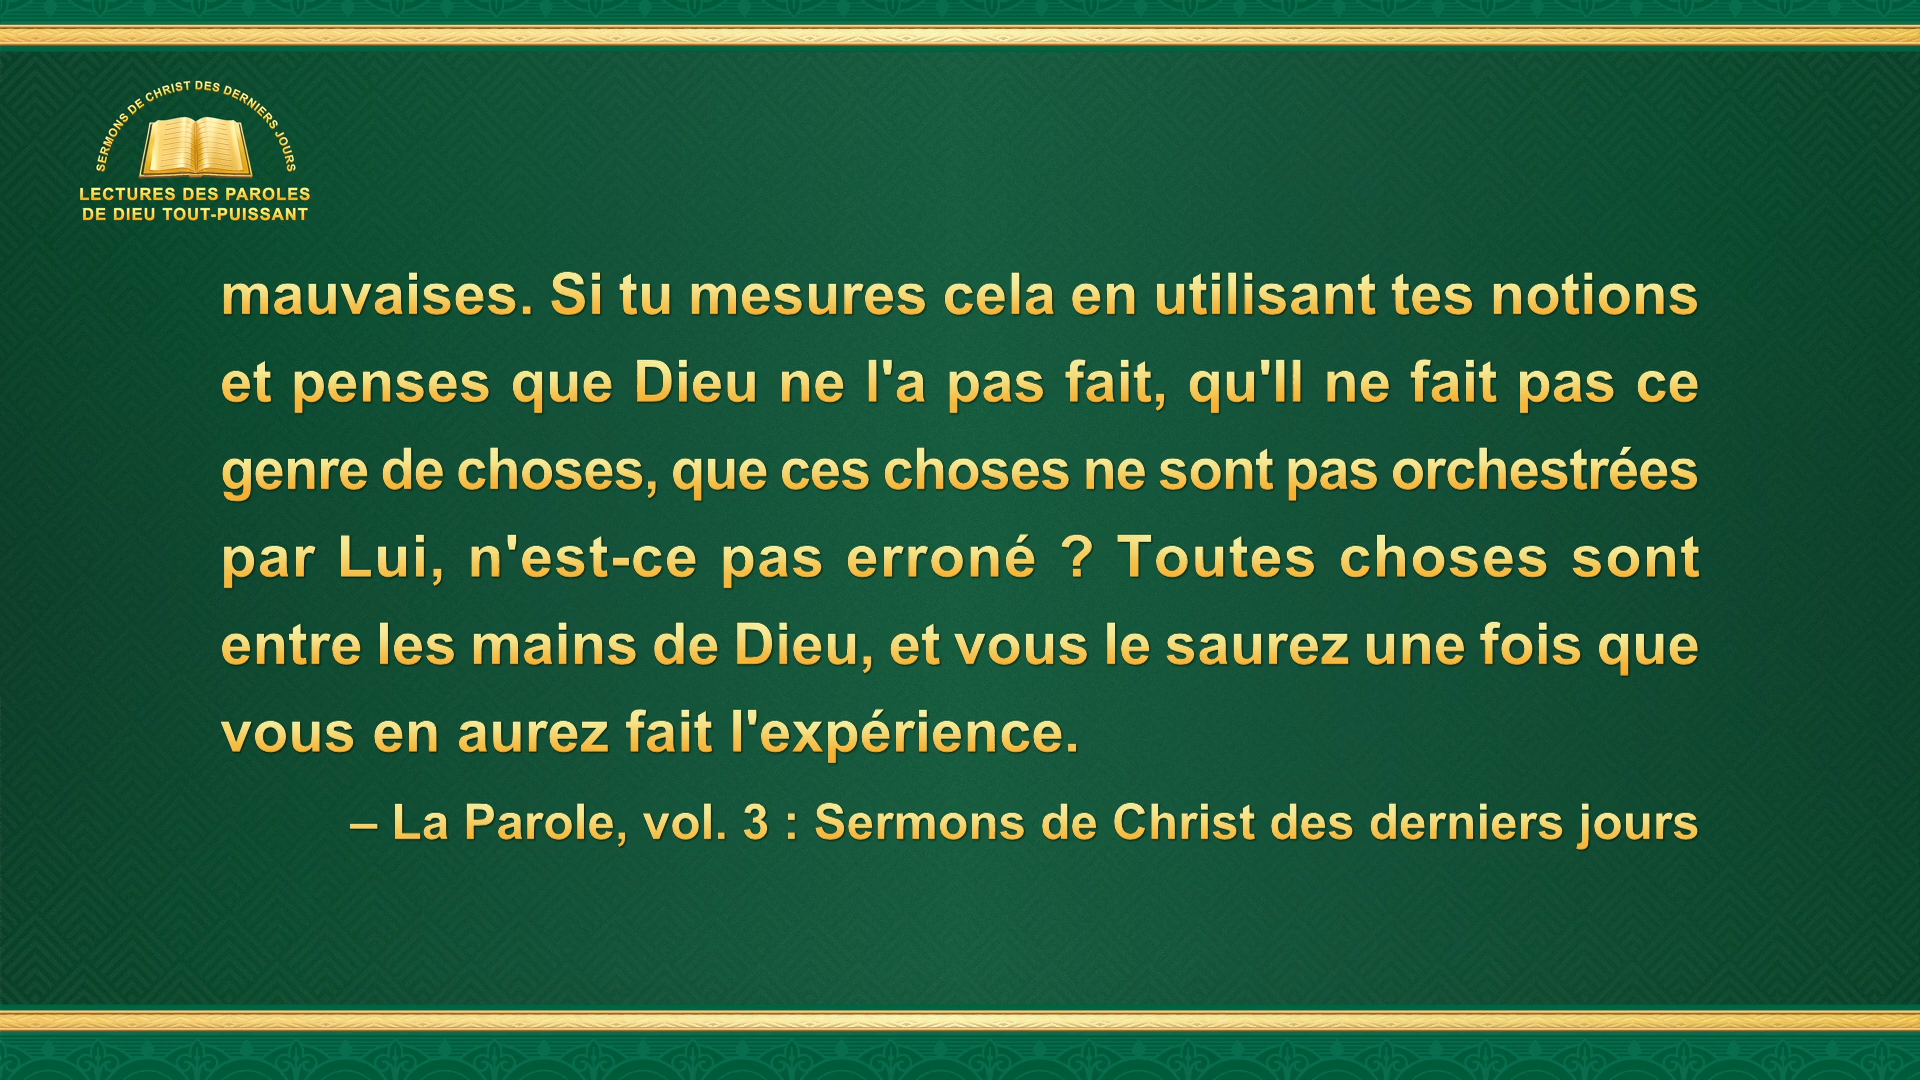 SERMONS DE CHRIST DES DERNIERS JOURS
LECTURES DES PAROLES
DE DIEU TOUT-PUISSANT
mauvaises. Si tu mesures cela en utilisant tes notions
et penses que Dieu ne l'a pas fait, qu'Il ne fait pas ce
genre de choses, que ces choses ne sont pas orchestrées
par Lui, n'est-ce pas erroné ? Toutes choses sont
entre les mains de Dieu, et vous le saurez une fois que
vous en aurez fait l'expérience.
– La Parole, vol. 3 : Sermons de Christ des derniers jours